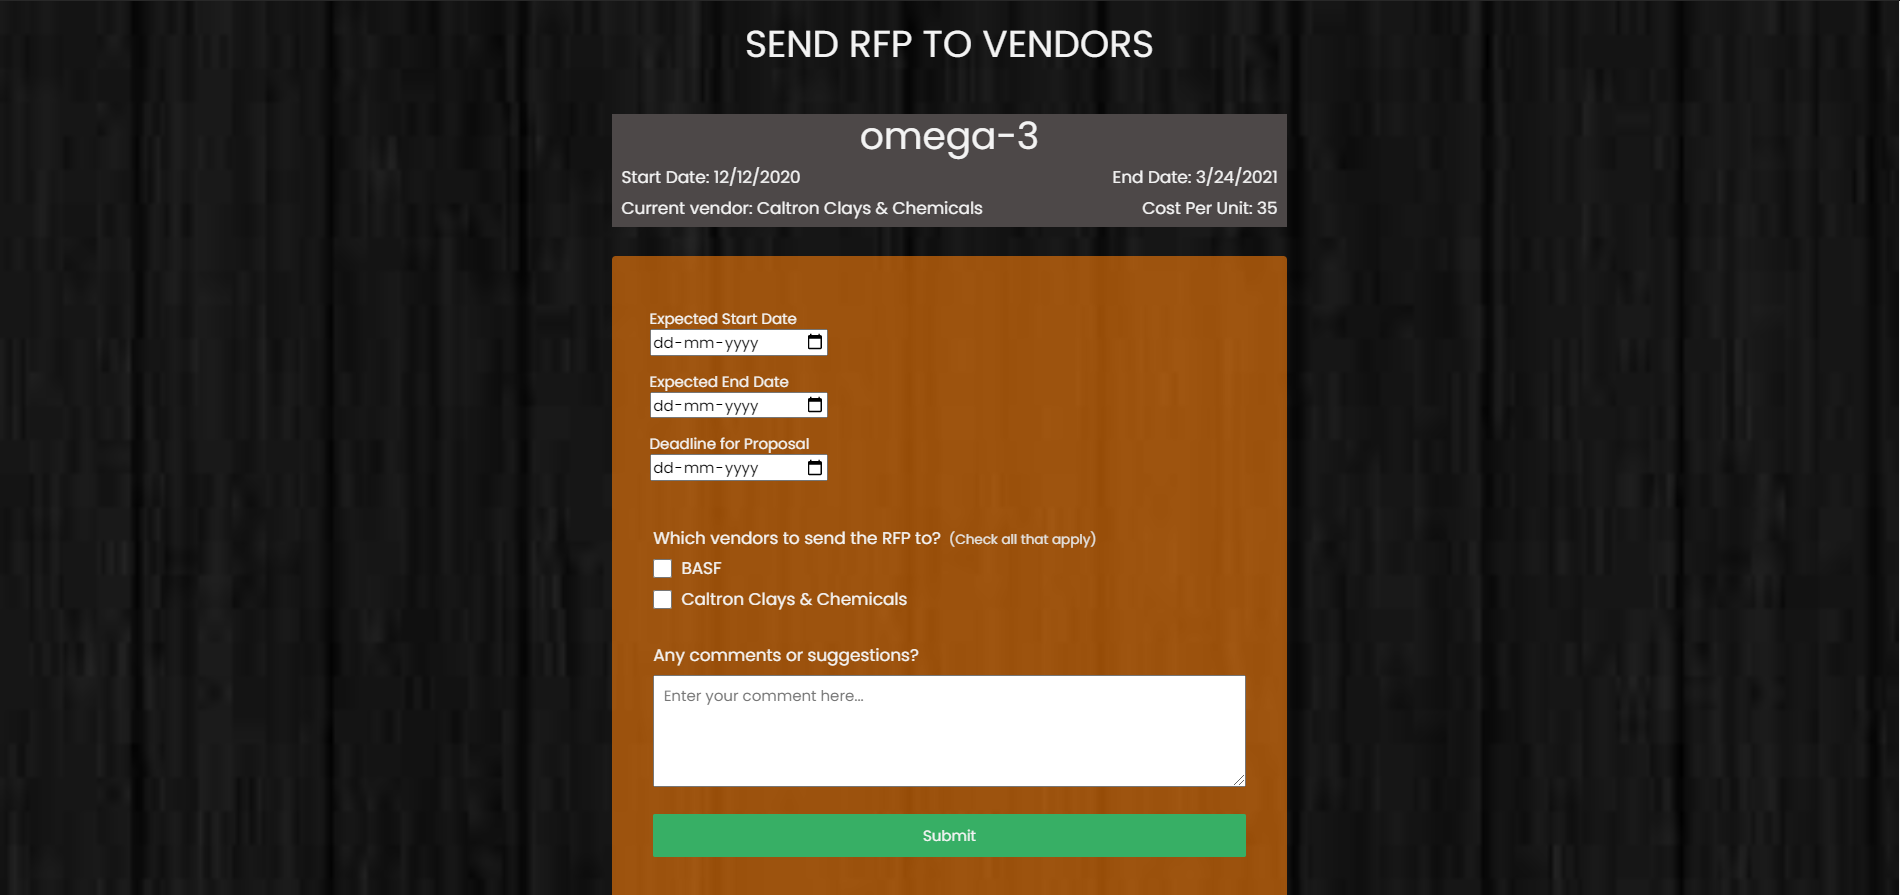 SEND RFP TO VENDORS
omega-3
Start Date: 12/12/2020 End Date: 3/24/2021
Current vendor: Caltron Clays & Chemicals Cost Per Unit: 35
Expected Start Date
dd-mm-yyyy
Expected End Date
dd-mm-yyyy
Deadline for Proposal
dd-mm-yyyy
Which vendors to send the RFP to? (Check all that apply)
BASF
Caltron Clays & Chemicals
Any comments or suggestions?
Enter your comment here...
Submit